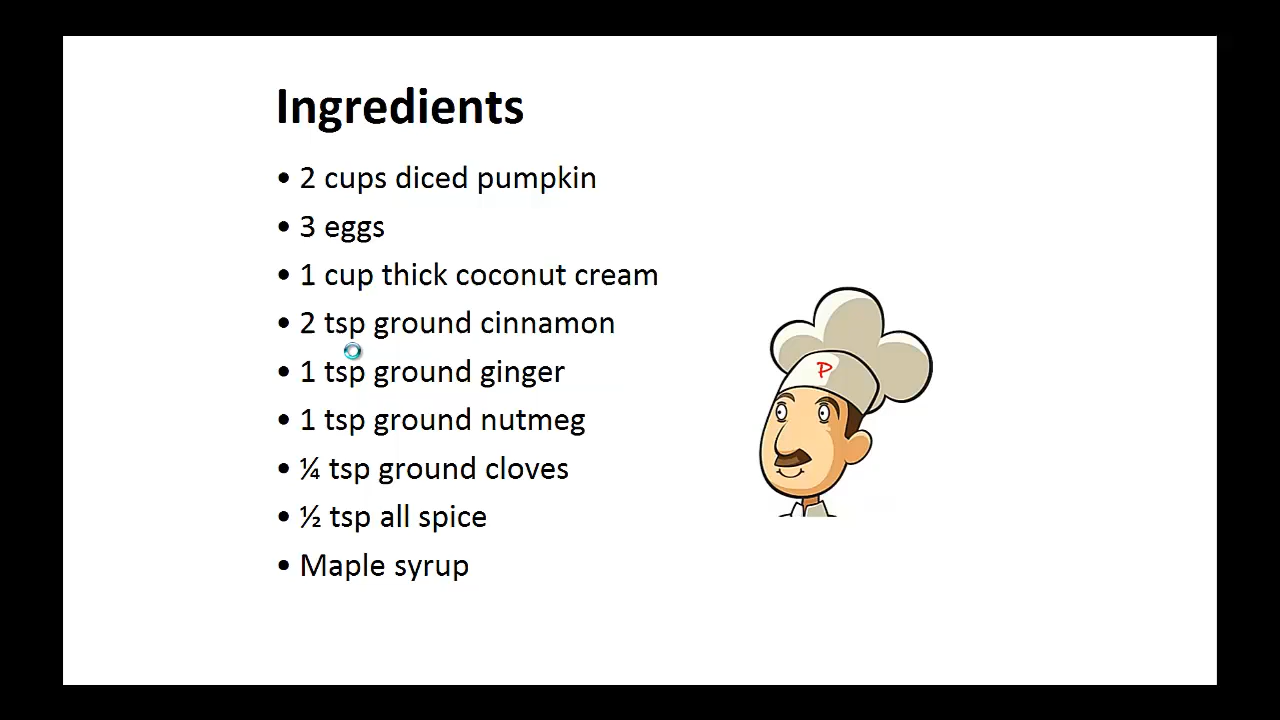 Ingredients
• 2 cups diced pumpkin
• 3 eggs
• 1 cup thick coconut cream
• 2 tsp ground cinnamon
• 1 tsp ground ginger
• 1 tsp ground nutmeg
• ¼ tsp ground cloves
• ½ tsp all spice
• Maple syrup
P